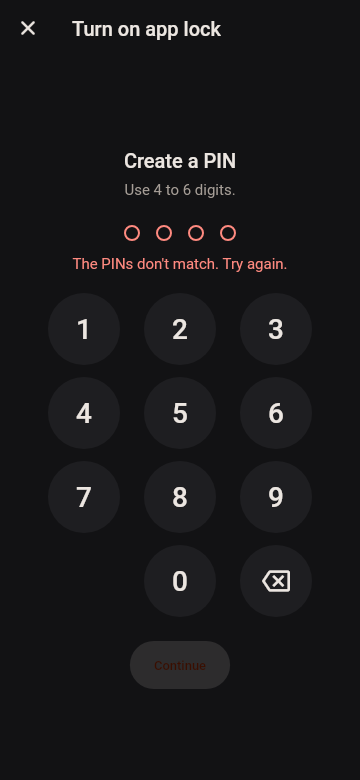 Turn on app lock
Create a PIN
Use 4 to 6 digits.
The PINs don't match. Try again.
1 2 3
4 5 6
7 8 9
0
Continue